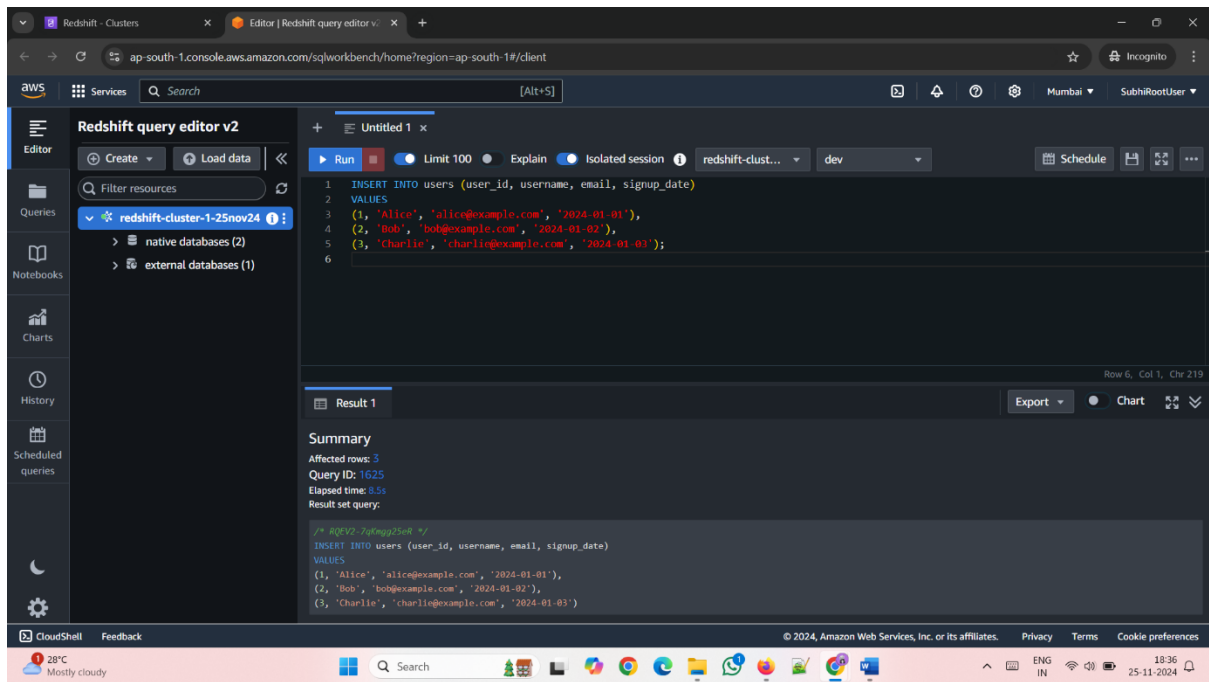 Redshift - Clusters
Editor | Redshift query editor v2
ap-south-1.console.aws.amazon.com/sqlworkbench/home?region=ap-south-1#/client
Incognito
aws
Services
Search
[Alt+S]
Mumbai
SubhiRootUser
Editor
Queries
Notebooks
Charts
History
Scheduled
queries
Redshift query editor v2
Create
Load data
Filter resources
redshift-cluster-1-25nov24
native databases (2)
external databases (1)
Untitled 1
Run
Limit 100
Explain
Isolated session
redshift-clust...
dev
Schedule
1 INSERT INTO users (user_id, username, email, signup_date)
2 VALUES
3 (1, 'Alice', 'alice@example.com', '2024-01-01'),
4 (2, 'Bob', 'bob@example.com', '2024-01-02'),
5 (3, 'Charlie', 'charlie@example.com', '2024-01-03');
6
Row 6, Col 1, Chr 219
Result 1
Export
Chart
Summary
Affected rows: 3
Query ID: 1625
Elapsed time: 8.5s
Result set query:
/* RQEV2-7qKmgg25eR */
INSERT INTO users (user_id, username, email, signup_date)
VALUES
(1, 'Alice', 'alice@example.com', '2024-01-01'),
(2, 'Bob', 'bob@example.com', '2024-01-02'),
(3, 'Charlie', 'charlie@example.com', '2024-01-03')
CloudShell
Feedback
© 2024, Amazon Web Services, Inc. or its affiliates.
Privacy
Terms
Cookie preferences
1
28°C
Mostly cloudy
Search
ENG
IN
18:36
25-11-2024